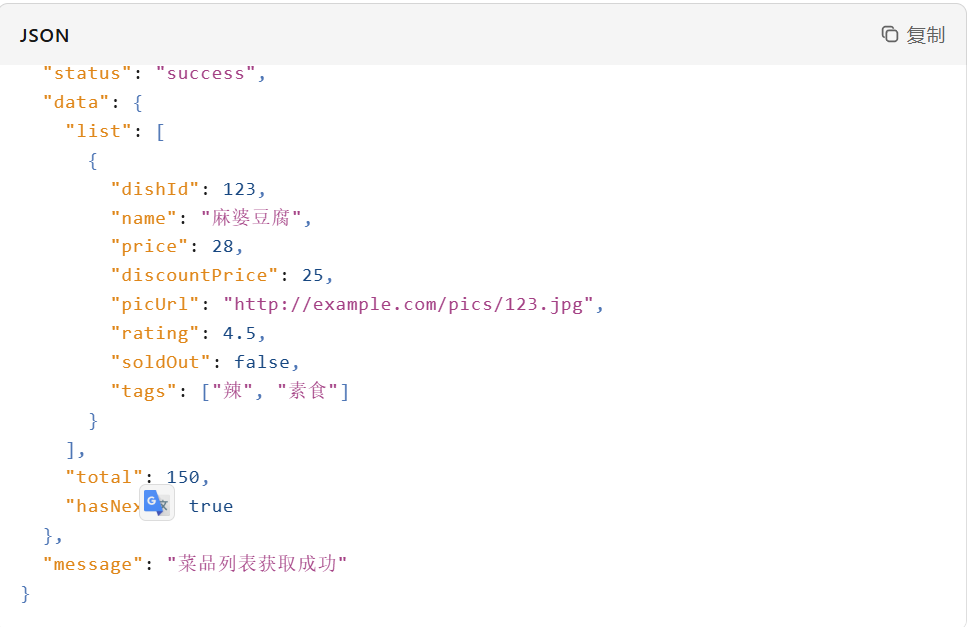 JSON
复制
"status": "success",
"data": {
"list": [
{
"dishId": 123,
"name": "麻婆豆腐",
"price": 28,
"discountPrice": 25,
"picUrl": "http://example.com/pics/123.jpg",
"rating": 4.5,
"soldOut": false,
"tags": ["辣", "素食"]
}
],
"total": 150,
"hasNex true
},
"message": "菜品列表获取成功"
}